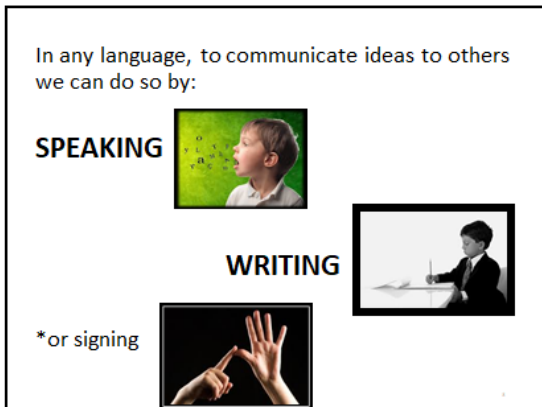 In any language, to communicate ideas to others
we can do so by:
SPEAKING
WRITING
*or signing